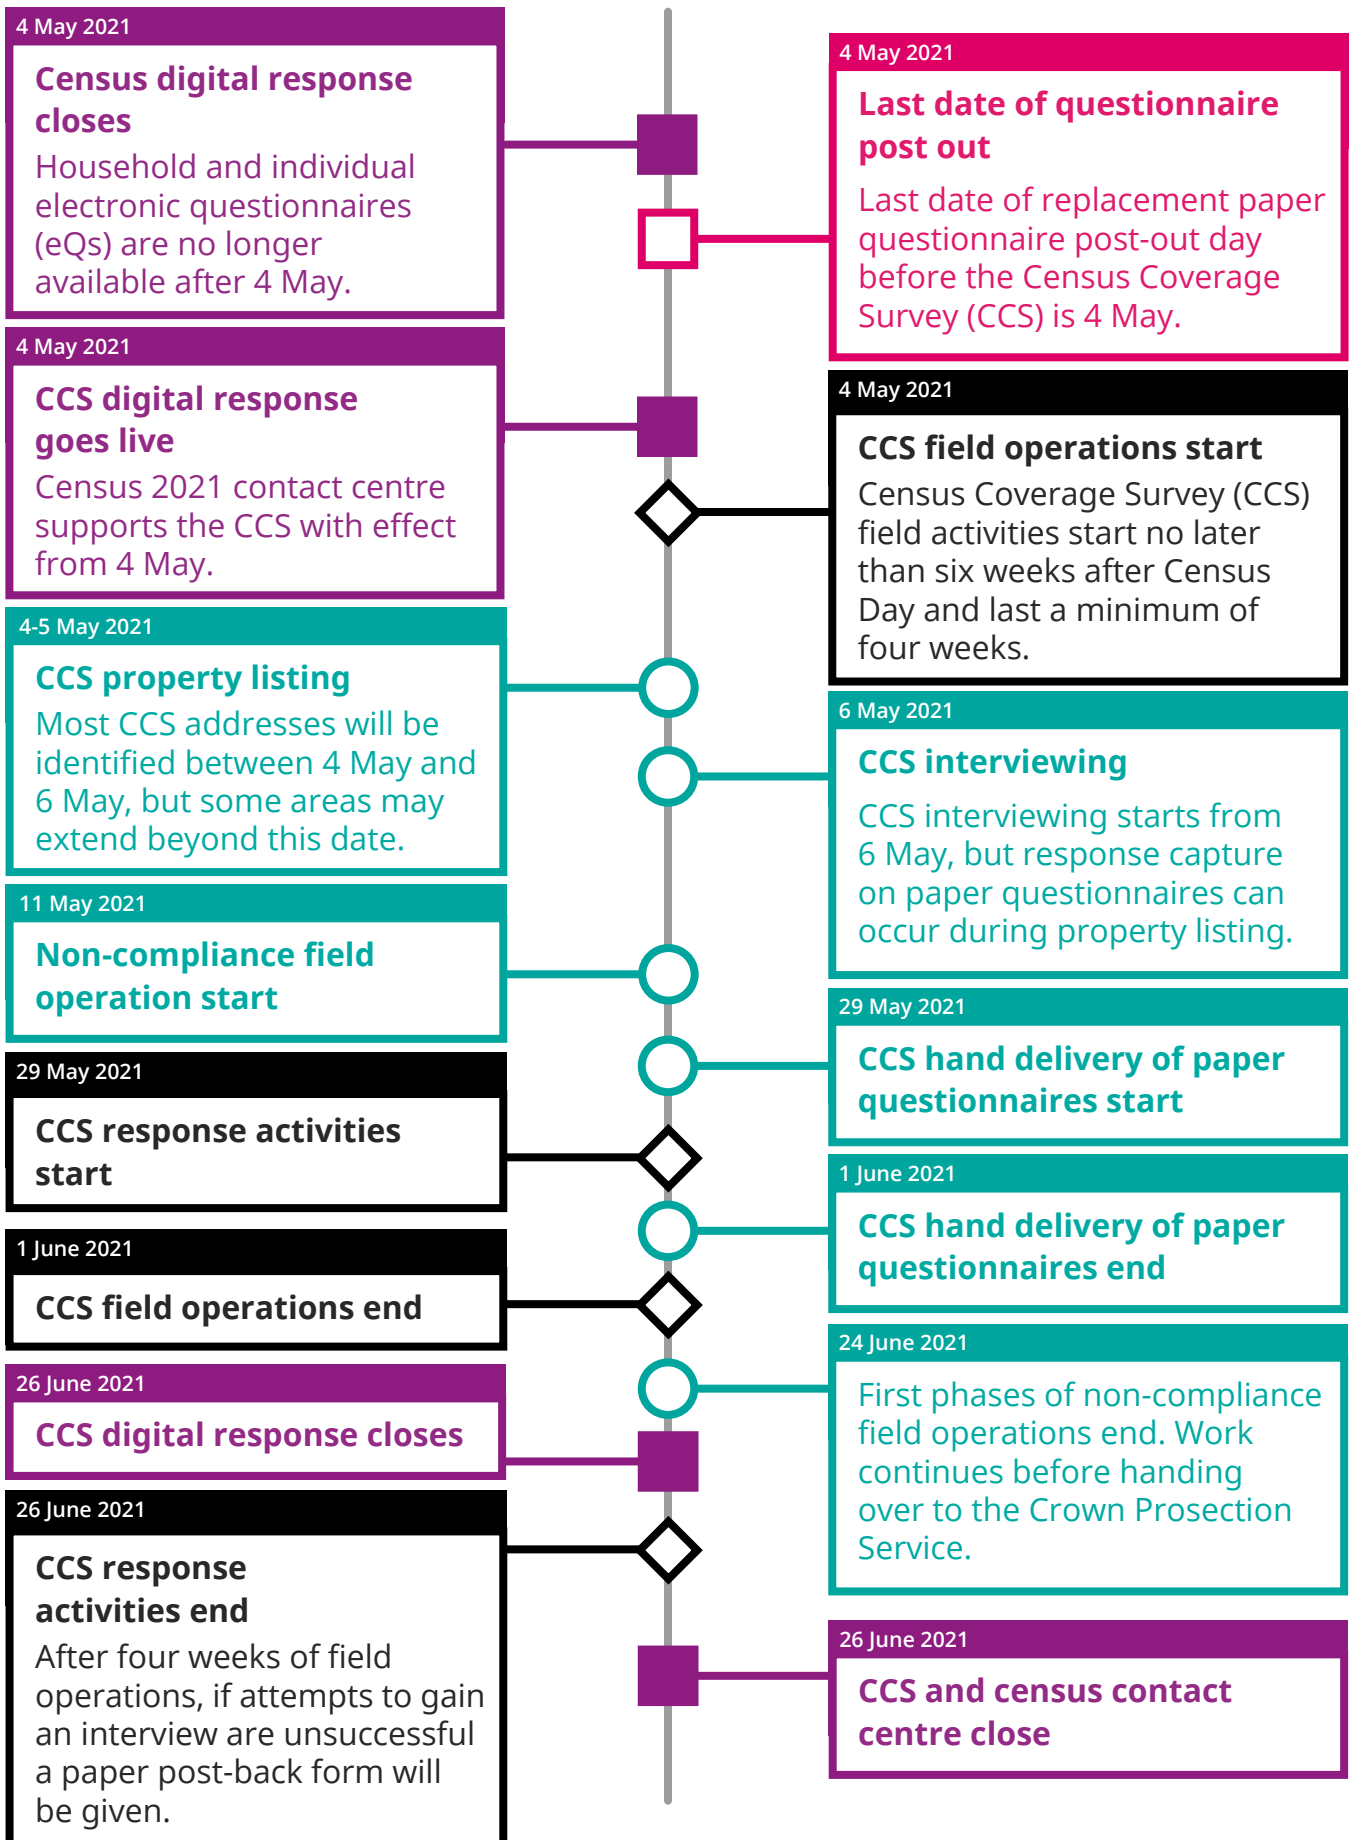 4 May 2021
Census digital response
closes
Household and individual
electronic questionnaires
(eQs) are no longer
available after 4 May.
4 May 2021
Last date of questionnaire
post out
Last date of replacement paper
questionnaire post-out day
before the Census Coverage
Survey (CCS) is 4 May.
4 May 2021
CCS digital response
goes live
Census 2021 contact centre
supports the CCS with effect
from 4 May.
4 May 2021
CCS field operations start
Census Coverage Survey (CCS)
field activities start no later
than six weeks after Census
Day and last a minimum of
four weeks.
4-5 May 2021
CCS property listing
Most CCS addresses will be
identified between 4 May and
6 May, but some areas may
extend beyond this date.
6 May 2021
CCS interviewing
CCS interviewing starts from
6 May, but response capture
on paper questionnaires can
occur during property listing.
11 May 2021
Non-compliance field
operation start
29 May 2021
CCS hand delivery of paper
questionnaires start
29 May 2021
CCS response activities
start
1 June 2021
CCS hand delivery of paper
questionnaires end
1 June 2021
CCS field operations end
24 June 2021
First phases of non-compliance
field operations end. Work
continues before handing
over to the Crown Prosection
Service.
26 June 2021
CCS digital response closes
26 June 2021
CCS response
activities end
After four weeks of field
operations, if attempts to gain
an interview are unsuccessful
a paper post-back form will
be given.
26 June 2021
CCS and census contact
centre close